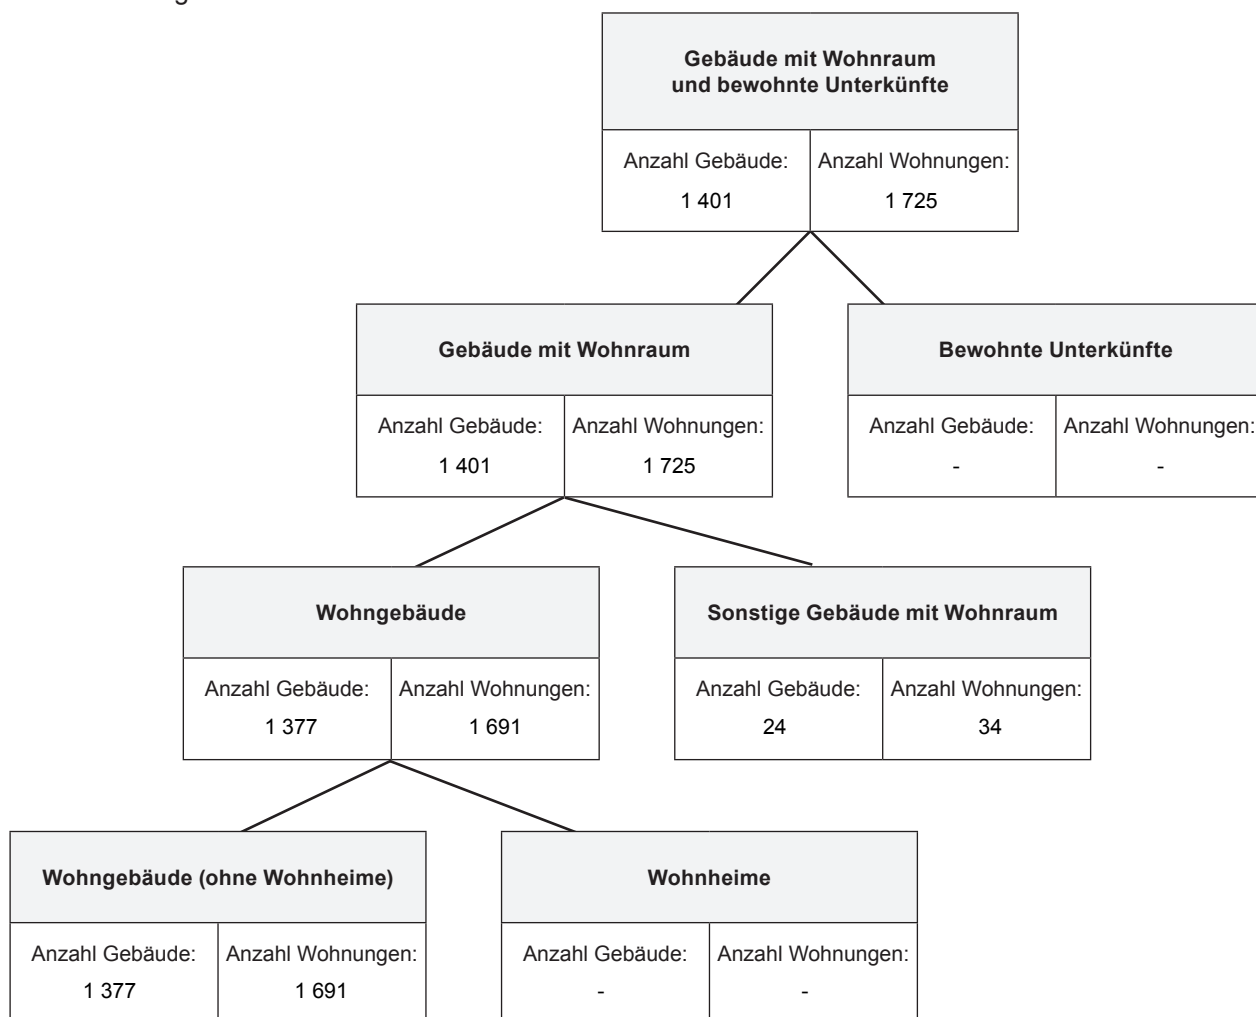 Gebäude mit Wohnraum
und bewohnte Unterkünfte
Anzahl Gebäude: Anzahl Wohnungen:
1 401 1 725
Gebäude mit Wohnraum Bewohnte Unterkünfte
Anzahl Gebäude: Anzahl Wohnungen: Anzahl Gebäude: Anzahl Wohnungen:
1 401 1 725 - -
Wohngebäude Sonstige Gebäude mit Wohnraum
Anzahl Gebäude: Anzahl Wohnungen: Anzahl Gebäude: Anzahl Wohnungen:
1 377 1 691 24 34
Wohngebäude (ohne Wohnheime) Wohnheime
Anzahl Gebäude: Anzahl Wohnungen: Anzahl Gebäude: Anzahl Wohnungen:
1 377 1 691 - -